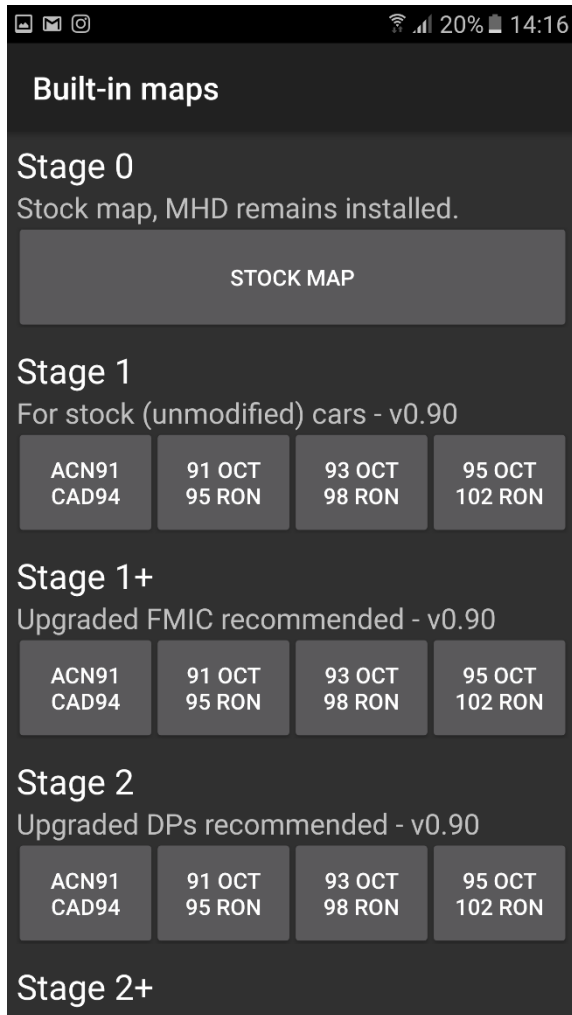 20% 14:16
Built-in maps
Stage 0
Stock map, MHD remains installed.
STOCK MAP
Stage 1
For stock (unmodified) cars - v0.90
ACN91 CAD94
91 OCT 95 RON
93 OCT 98 RON
95 OCT 102 RON
Stage 1+
Upgraded FMIC recommended - v0.90
ACN91 CAD94
91 OCT 95 RON
93 OCT 98 RON
95 OCT 102 RON
Stage 2
Upgraded DPs recommended - v0.90
ACN91 CAD94
91 OCT 95 RON
93 OCT 98 RON
95 OCT 102 RON
Stage 2+